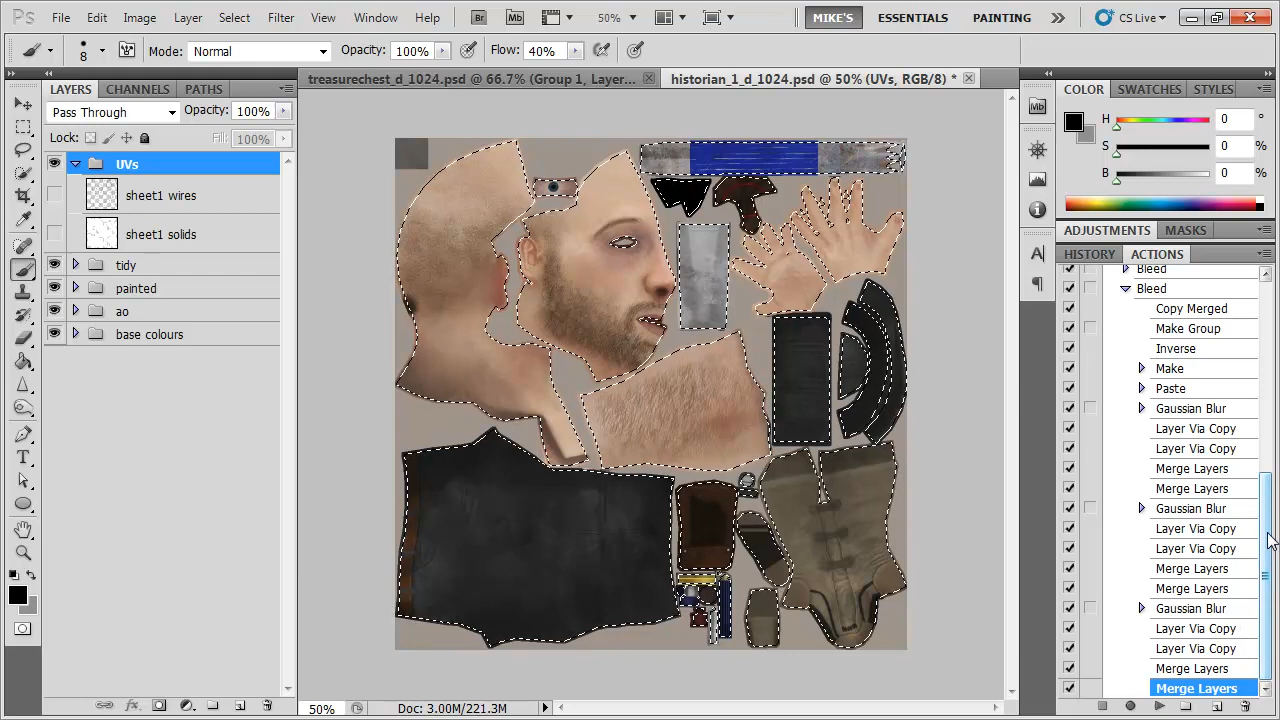 Ps File Edit Image Layer Select Filter View Window Help Br Mb 50% MIKE'S ESSENTIALS PAINTING CS Live
8 Mode: Normal Opacity: 100% Flow: 40%
LAYERS CHANNELS PATHS
treasurechest_d_1024.psd @ 66.7% (Group 1, Layer... historian_1_d_1024.psd @ 50% (UVs, RGB/8) *
COLOR SWATCHES STYLES
Pass Through Opacity: 100%
Lock: Fill: 100%
UVs
sheet1 wires
sheet1 solids
tidy
painted
ao
base colours
H 0 °
S 0 %
B 0 %
ADJUSTMENTS MASKS
HISTORY ACTIONS
Bleed
Bleed
Copy Merged
Make Group
Inverse
Make
Paste
Gaussian Blur
Layer Via Copy
Layer Via Copy
Merge Layers
Merge Layers
Gaussian Blur
Layer Via Copy
Layer Via Copy
Merge Layers
Merge Layers
Gaussian Blur
Layer Via Copy
Layer Via Copy
Merge Layers
Merge Layers
50% Doc: 3.00M/221.3M